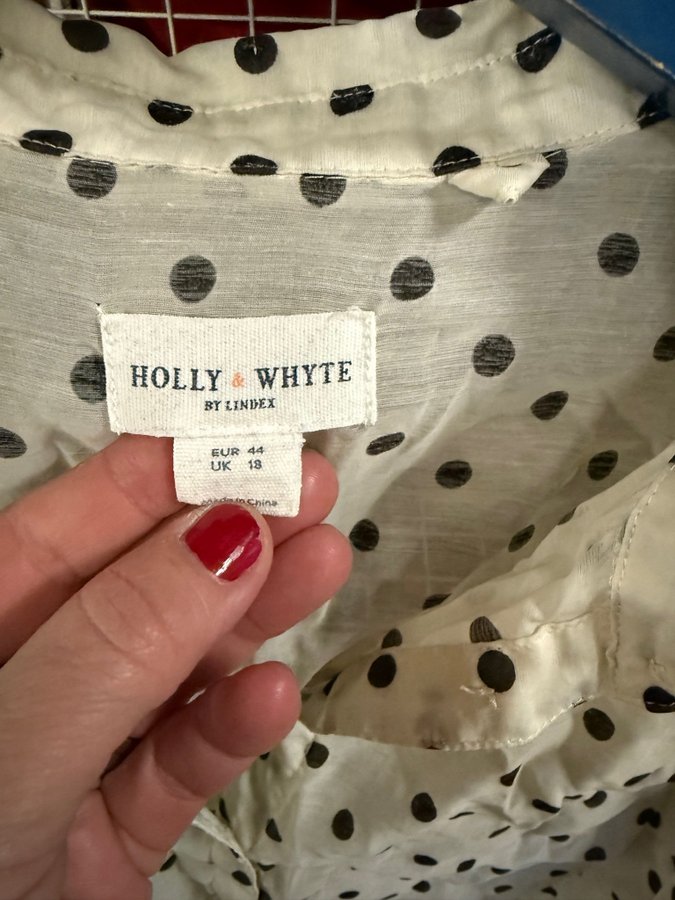 HOLLY & WHYTE
BY LINDEX
EUR 44
UK 18
Made in China